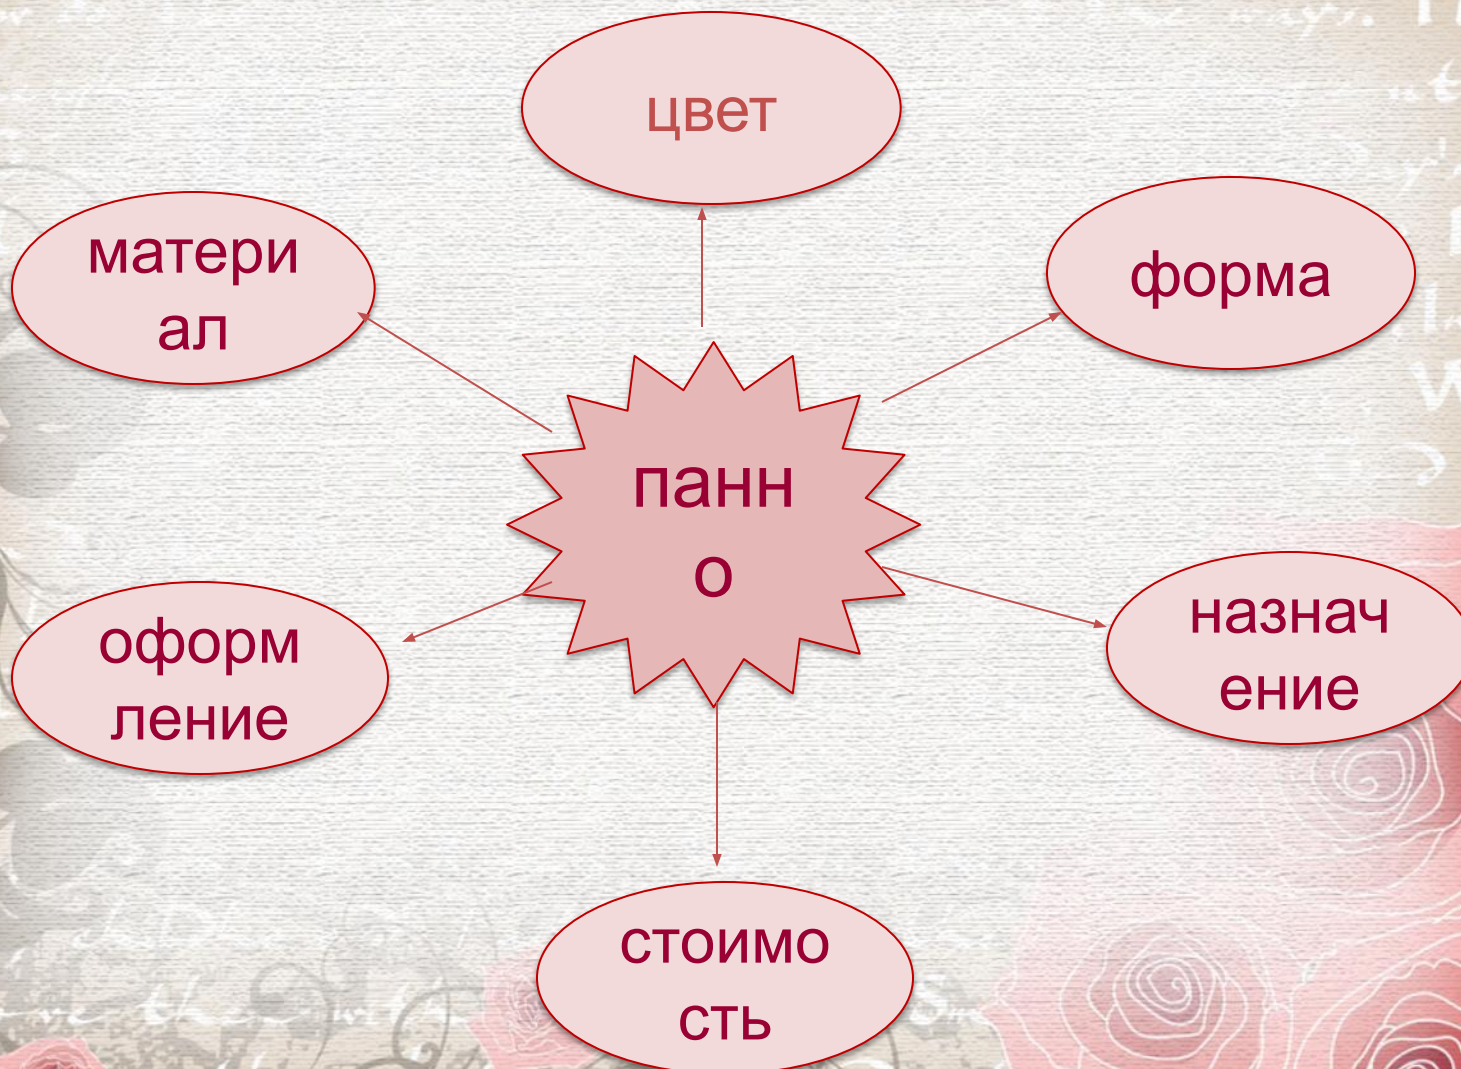 цвет
матери
ал
форма
панн
о
оформ
ление
назнач
ение
стоимо
сть